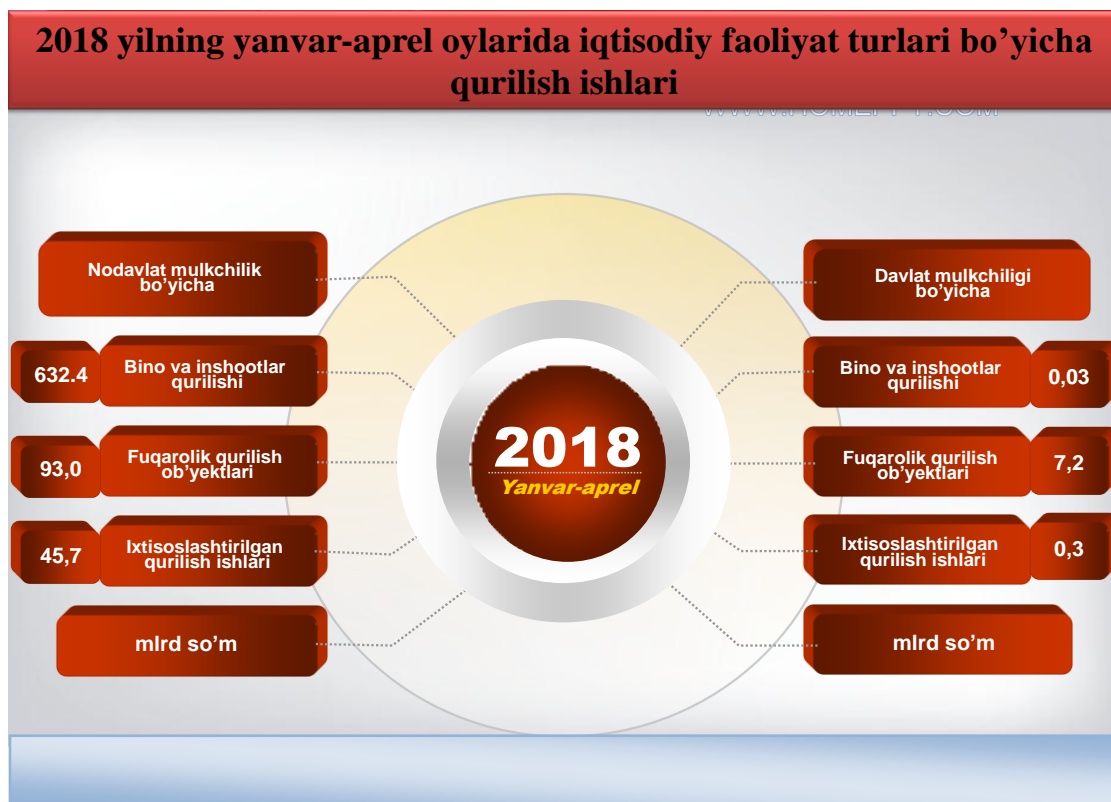 2018 yilning yanvar-aprel oylarida iqtisodiy faoliyat turlari bo’yicha
qurilish ishlari
Nodavlat mulkchilik
bo’yicha
632.4
Bino va inshootlar
qurilishi
93,0
Fuqarolik qurilish
ob’yektlari
45,7
Ixtisoslashtirilgan
qurilish ishlari
mlrd so’m
2018
Yanvar-aprel
Davlat mulkchiligi
bo’yicha
Bino va inshootlar
qurilishi
0,03
Fuqarolik qurilish
ob’yektlari
7,2
Ixtisoslashtirilgan
qurilish ishlari
0,3
mlrd so’m